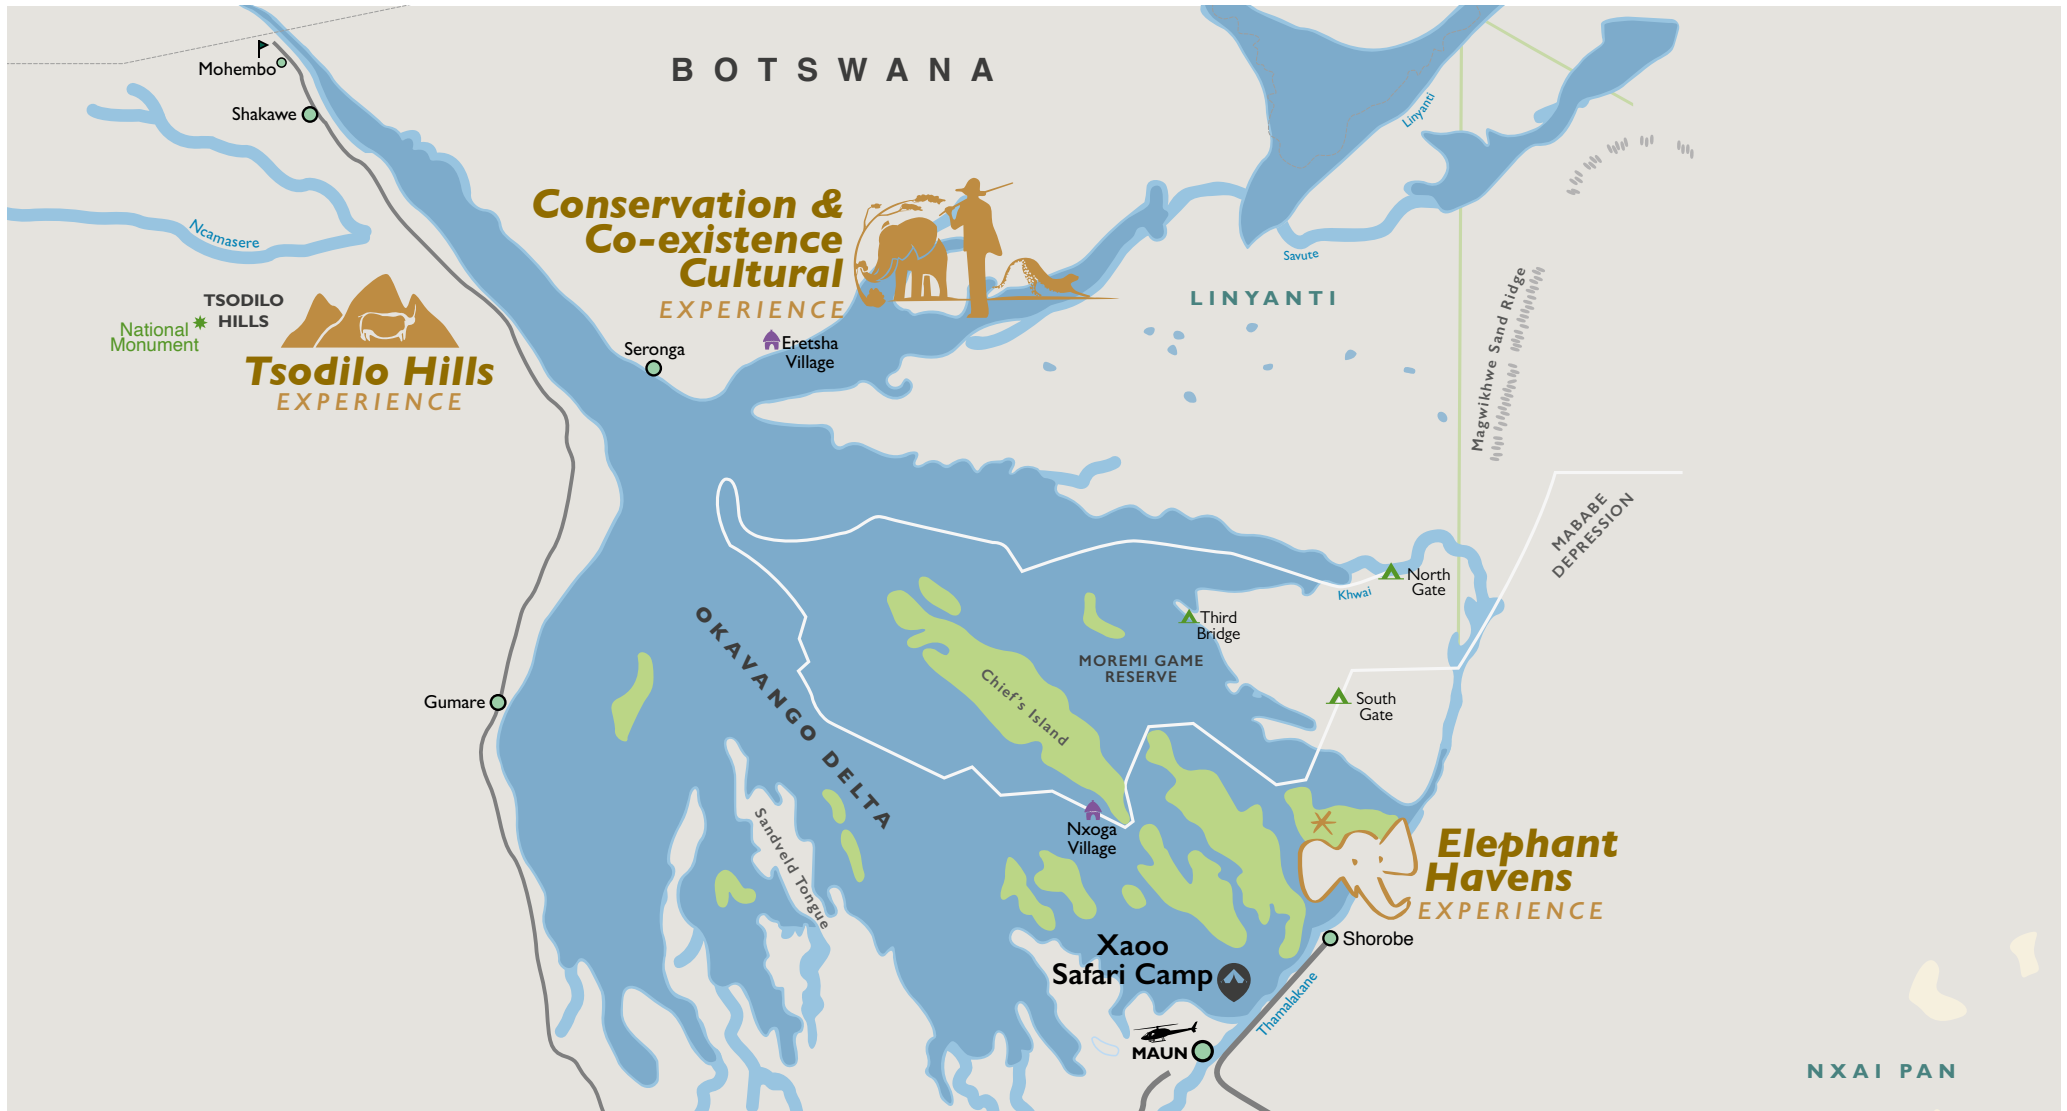 BOTSWANA
Mohembo
Shakawe
Linyanti
Conservation &
Co-existence
Cultural
EXPERIENCE
Ncamasere
Savute
TSODILO
HILLS
National
Monument
LINYANTI
Magwikhwe Sand Ridge
Tsodilo Hills
EXPERIENCE
Seronga
Eretsha
Village
MABABE
DEPRESSION
North
Gate
Khwai
Third
Bridge
OKAVANGO DELTA
MOREMI GAME
RESERVE
Chief's Island
Gumare
South
Gate
Sandveld Tongue
Nxoga
Village
Elephant
Havens
EXPERIENCE
Xaoo
Safari Camp
Shorobe
Thamalakane
MAUN
NXAI PAN